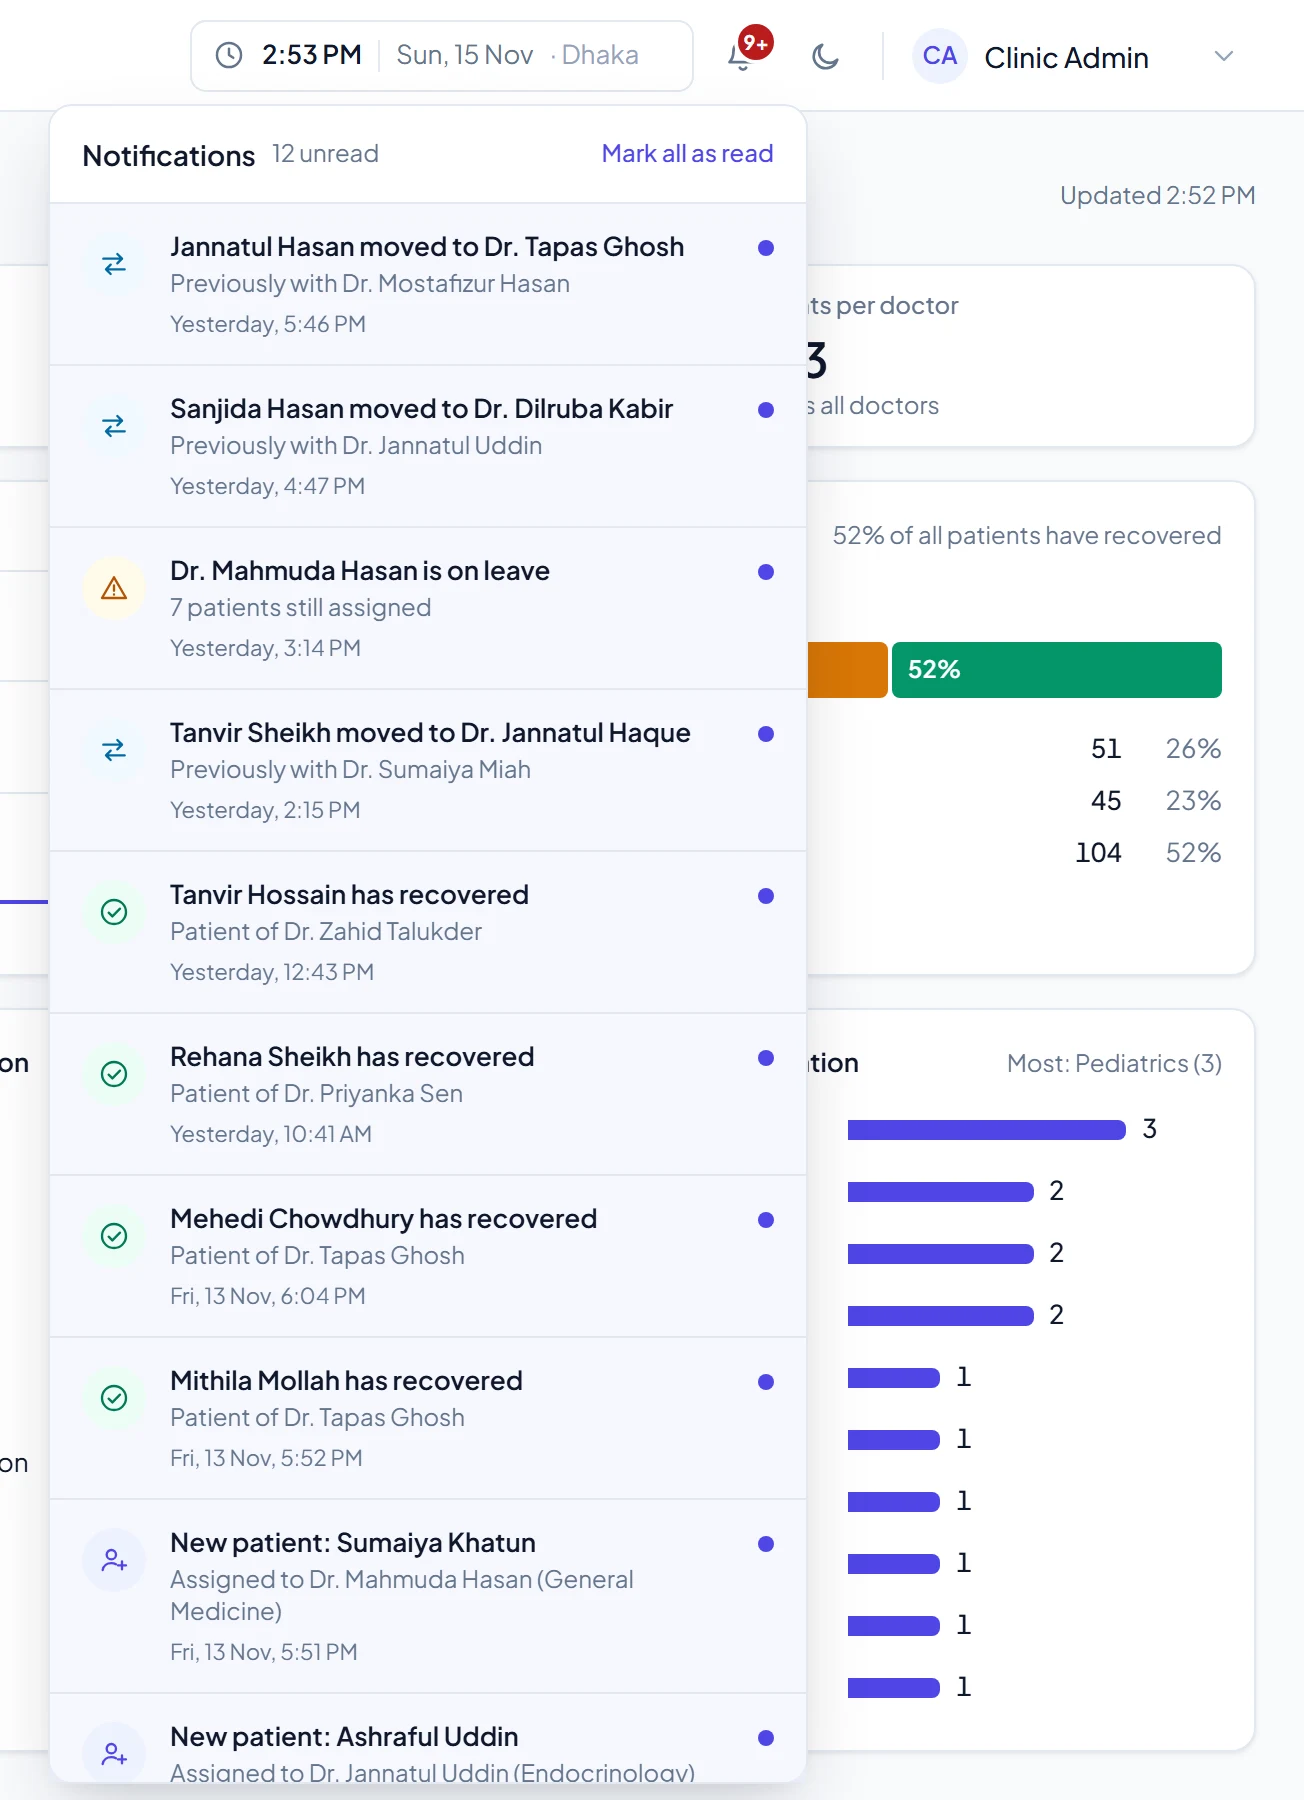 2:53 PM Sun, 15 Nov · Dhaka
9+
CA Clinic Admin
Notifications 12 unread Mark all as read
Updated 2:52 PM
Jannatul Hasan moved to Dr. Tapas Ghosh
Previously with Dr. Mostafizur Hasan
Yesterday, 5:46 PM
Sanjida Hasan moved to Dr. Dilruba Kabir
Previously with Dr. Jannatul Uddin
Yesterday, 4:47 PM
Dr. Mahmuda Hasan is on leave
7 patients still assigned
Yesterday, 3:14 PM
Tanvir Sheikh moved to Dr. Jannatul Haque
Previously with Dr. Sumaiya Miah
Yesterday, 2:15 PM
Tanvir Hossain has recovered
Patient of Dr. Zahid Talukder
Yesterday, 12:43 PM
Rehana Sheikh has recovered
Patient of Dr. Priyanka Sen
Yesterday, 10:41 AM
Mehedi Chowdhury has recovered
Patient of Dr. Tapas Ghosh
Fri, 13 Nov, 6:04 PM
Mithila Mollah has recovered
Patient of Dr. Tapas Ghosh
Fri, 13 Nov, 5:52 PM
New patient: Sumaiya Khatun
Assigned to Dr. Mahmuda Hasan (General
Medicine)
Fri, 13 Nov, 5:51 PM
New patient: Ashraful Uddin
Assigned to Dr. Jannatul Uddin (Endocrinology)
per doctor
3
all doctors
52% of all patients have recovered
52%
51 26%
45 23%
104 52%
Most: Pediatrics (3)
3
2
2
2
1
1
1
1
1
1